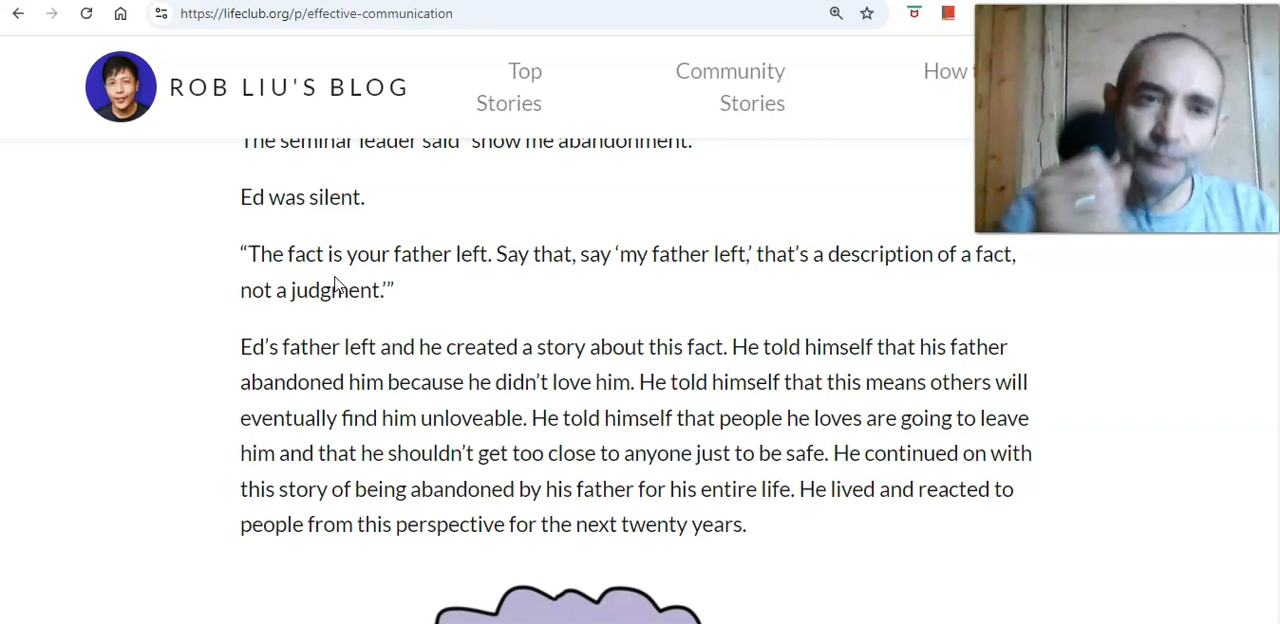 https://lifeclub.org/p/effective-communication
ROB LIU'S BLOG
Top
Stories
Community
Stories
How
The seminar leader said "show me abandonment."
Ed was silent.
“The fact is your father left. Say that, say ‘my father left,’ that’s a description of a fact,
not a judgment.’”
Ed’s father left and he created a story about this fact. He told himself that his father
abandoned him because he didn’t love him. He told himself that this means others will
eventually find him unloveable. He told himself that people he loves are going to leave
him and that he shouldn’t get too close to anyone just to be safe. He continued on with
this story of being abandoned by his father for his entire life. He lived and reacted to
people from this perspective for the next twenty years.